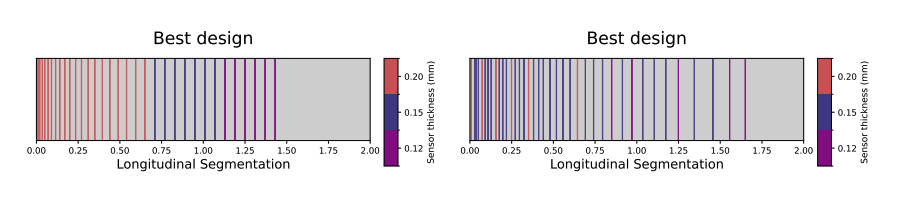 Best design
0.00 0.25 0.50 0.75 1.00 1.25 1.50 1.75 2.00
Longitudinal Segmentation
0.20
0.15
0.12
Sensor thickness (mm)
Best design
0.00 0.25 0.50 0.75 1.00 1.25 1.50 1.75 2.00
Longitudinal Segmentation
0.20
0.15
0.12
Sensor thickness (mm)